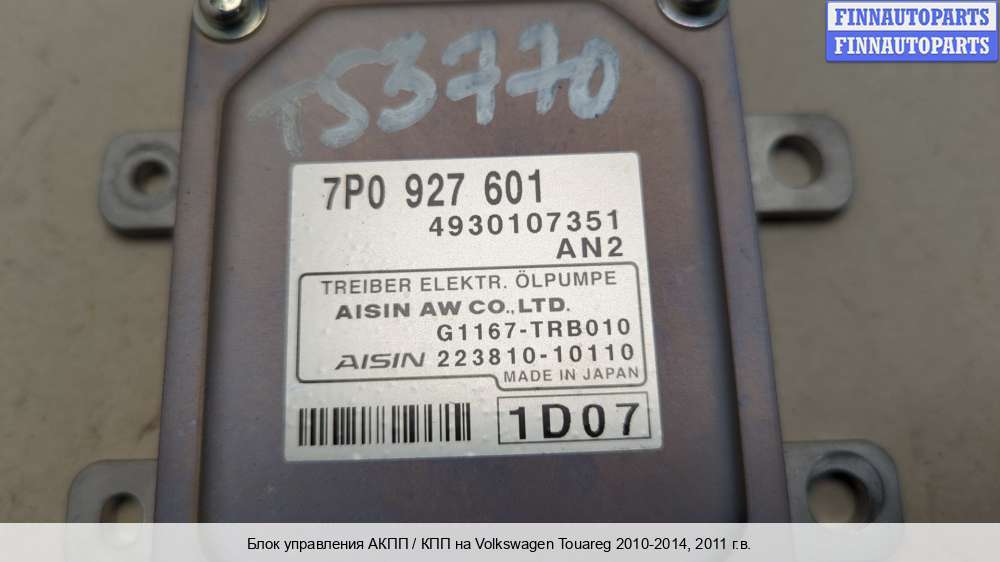 FINNAUTOPARTS
FINNAUTOPARTS
TS3770
7P0 927 601
4930107351
AN2
TREIBER ELEKTR. ÖLPUMPE
AISIN AW CO.,LTD.
G1167-TRB010
AISIN 223810-10110
MADE IN JAPAN
1D07
Блок управления АКПП / КПП на Volkswagen Touareg 2010-2014, 2011 г.в.